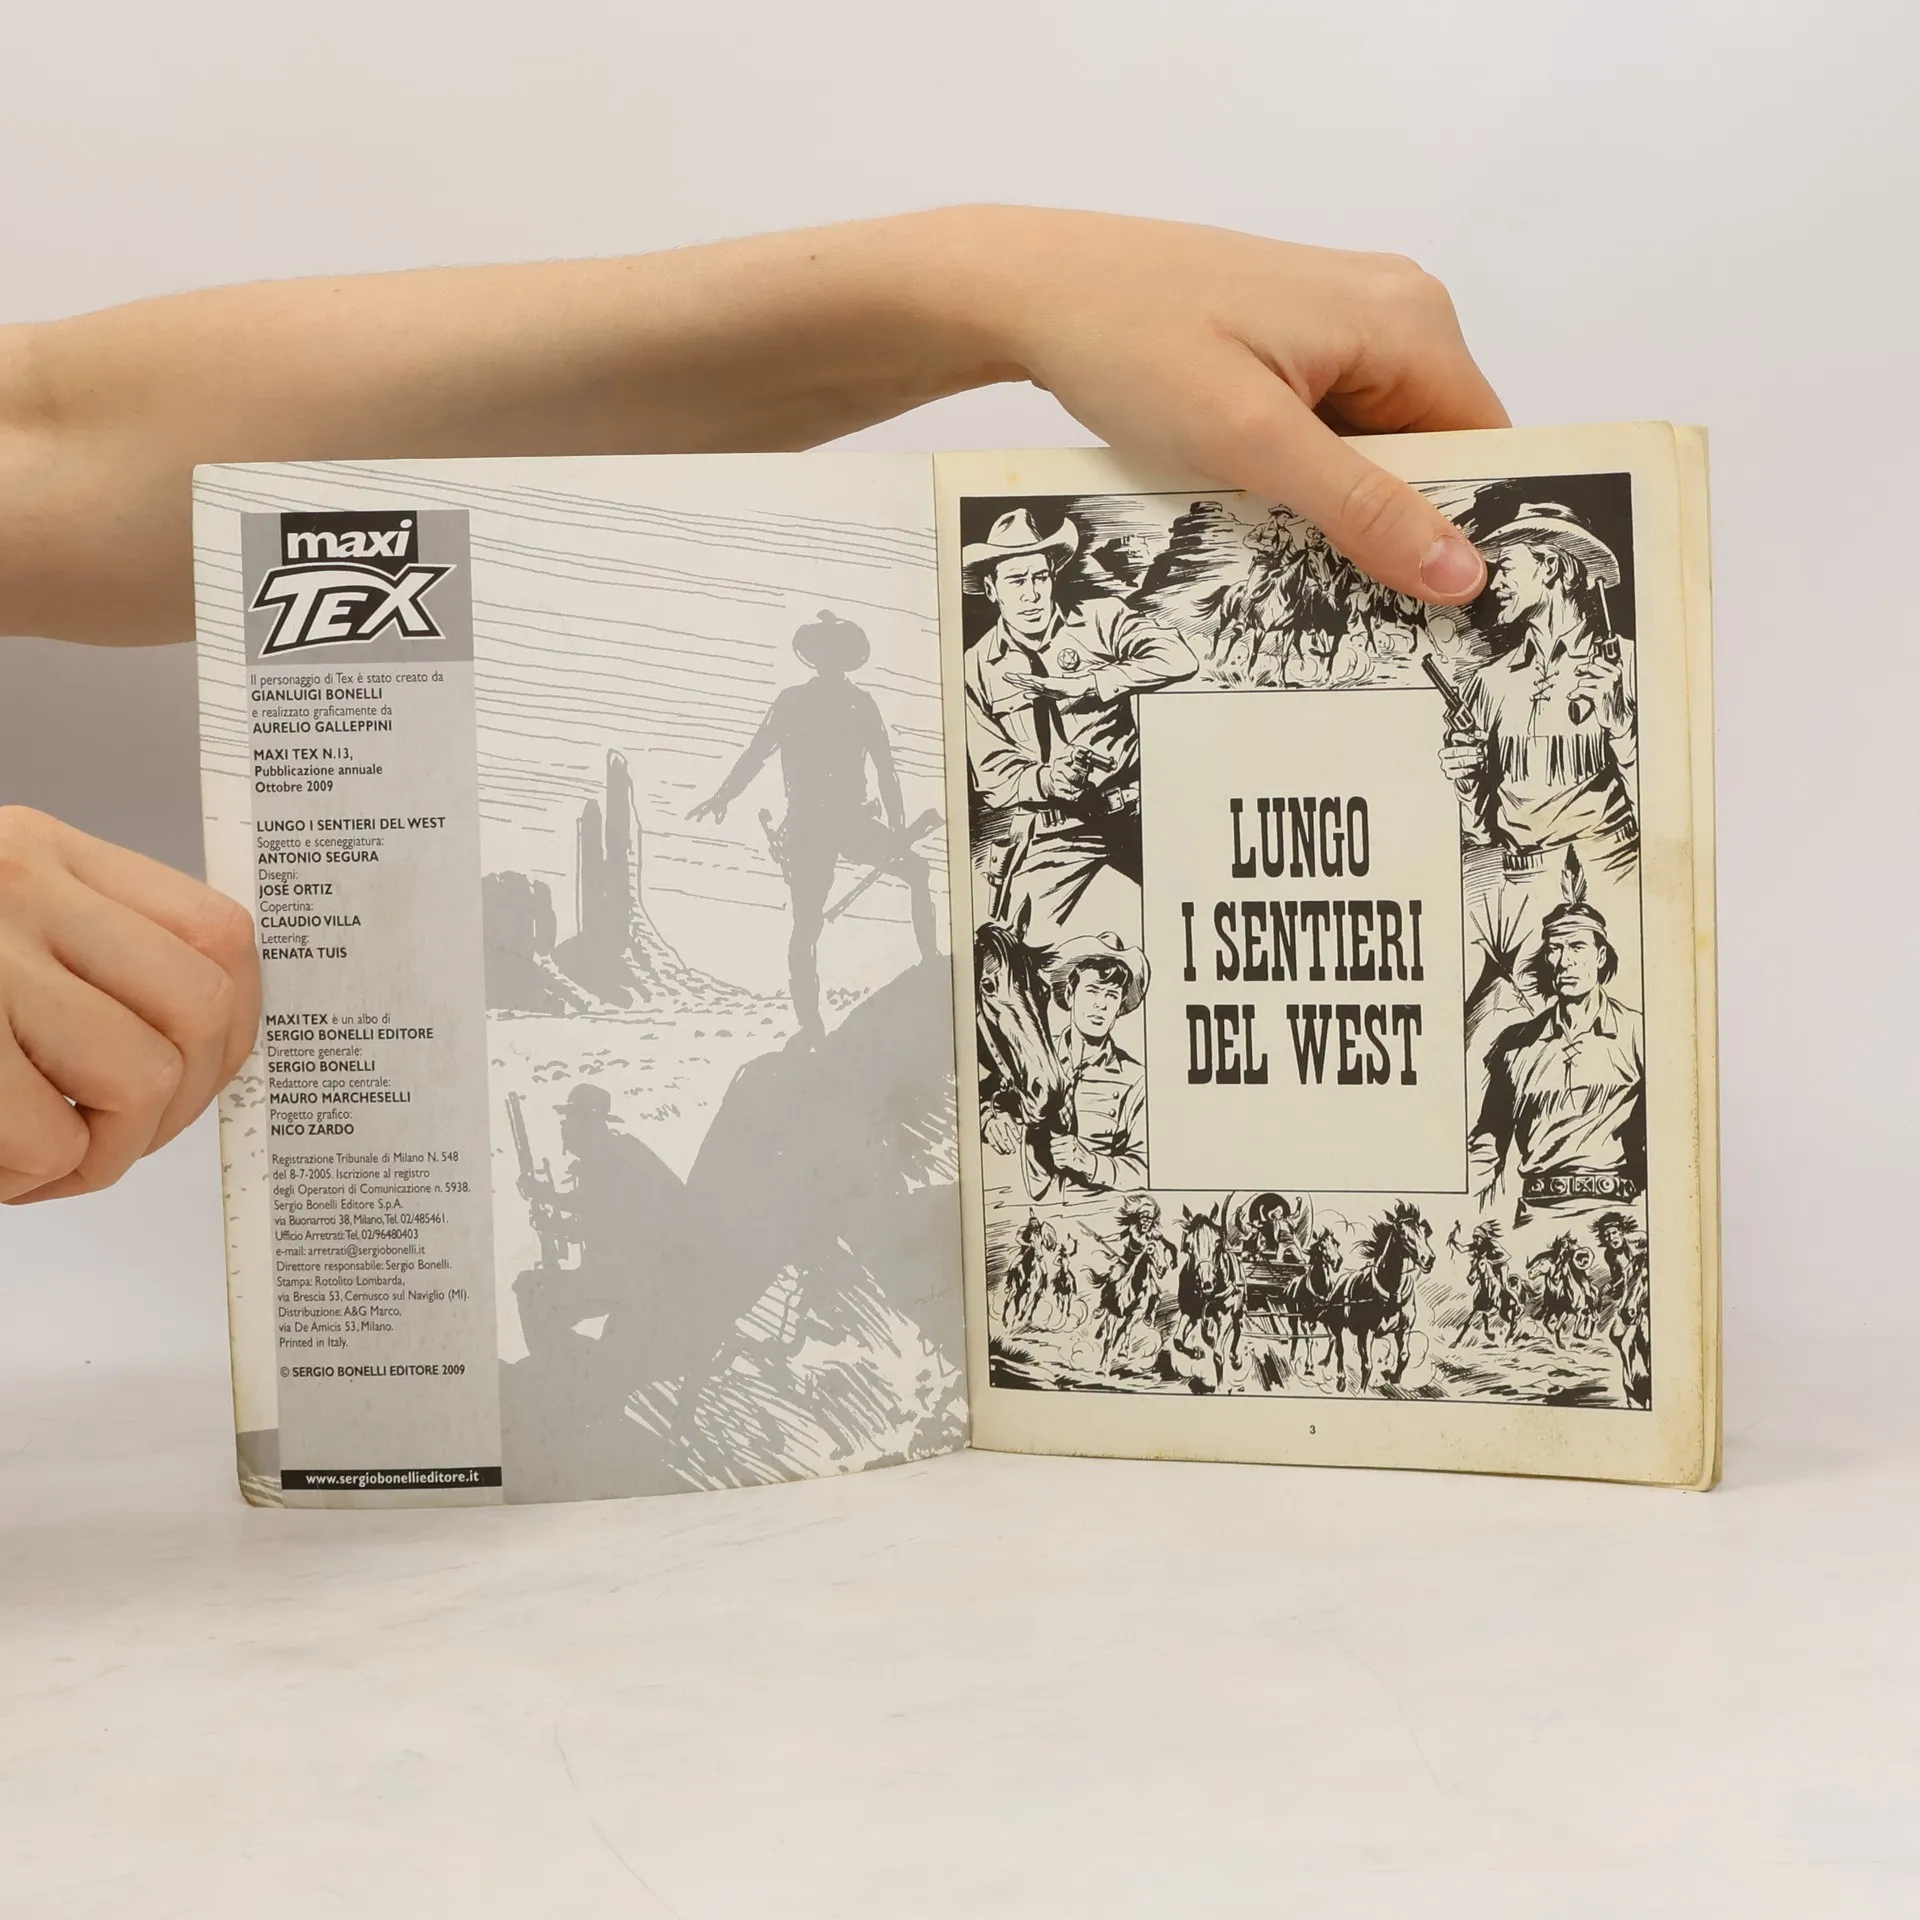 maxi
TEX
Il personaggio di Tex è stato creato da
GIANLUIGI BONELLI
e realizzato graficamente da
AURELIO GALLEPPINI
MAXI TEX N.13,
Pubblicazione annuale
Ottobre 2009
LUNGO I SENTIERI DEL WEST
Soggetto e sceneggiatura:
ANTONIO SEGURA
Disegni:
JOSÉ ORTIZ
Copertina:
CLAUDIO VILLA
Lettering:
RENATA TUIS
MAXI TEX è un albo di
SERGIO BONELLI EDITORE
Direttore generale:
SERGIO BONELLI
Redattore capo centrale:
MAURO MARCHESELLI
Progetto grafico:
NICO ZARDO
Registrazione Tribunale di Milano N. 548
del 8-7-2005. Iscrizione al registro
degli Operatori di Comunicazione n. 5938.
Sergio Bonelli Editore S.p.A.
via Buonarroti 38, Milano, Tel. 02/485461.
Ufficio Arretrati: Tel. 02/96480403
e-mail: arretrati@sergiobonelli.it
Direttore responsabile: Sergio Bonelli.
Stampa: Rotolito Lombarda,
via Brescia 53, Cernusco sul Naviglio (MI).
Distribuzione: A&G Marco,
via De Amicis 53, Milano.
Printed in Italy.
© SERGIO BONELLI EDITORE 2009
www.sergiobonellieditore.it
LUNGO
I SENTIERI
DEL WEST
3